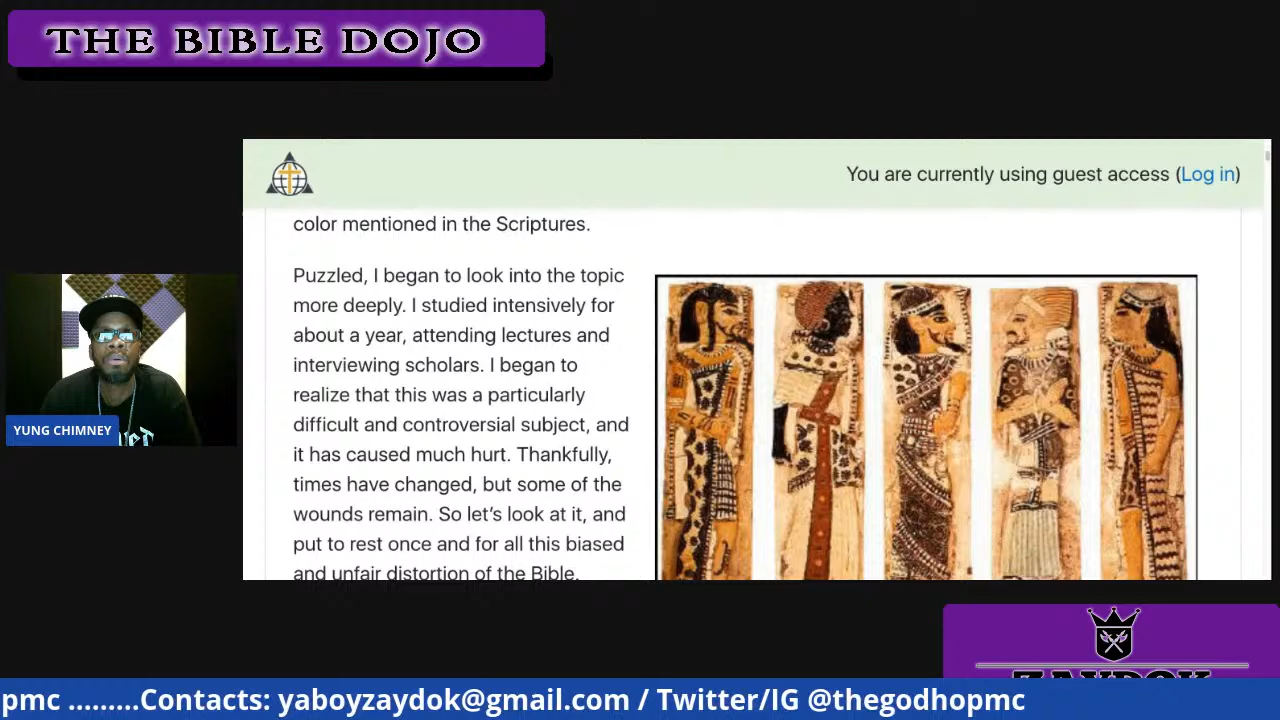 THE BIBLE DOJO
You are currently using guest access (Log in)
color mentioned in the Scriptures.
Puzzled, I began to look into the topic
more deeply. I studied intensively for
about a year, attending lectures and
interviewing scholars. I began to
realize that this was a particularly
difficult and controversial subject, and
it has caused much hurt. Thankfully,
times have changed, but some of the
wounds remain. So let’s look at it, and
put to rest once and for all this biased
and unfair distortion of the Bible.
YUNG CHIMNEY
ZAYDOK
pmc .........Contacts: yaboyzaydok@gmail.com / Twitter/IG @thegodhopmc